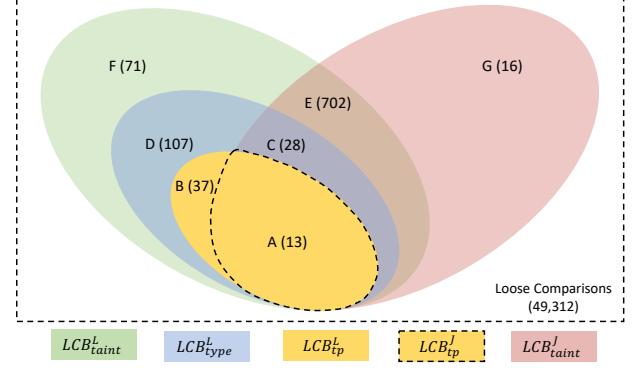 F (71)
G (16)
E (702)
D (107)
C (28)
B (37)
A (13)
Loose Comparisons
(49,312)
LCB^L_taint LCB^L_type LCB^L_tp LCB^J_tp LCB^J_taint